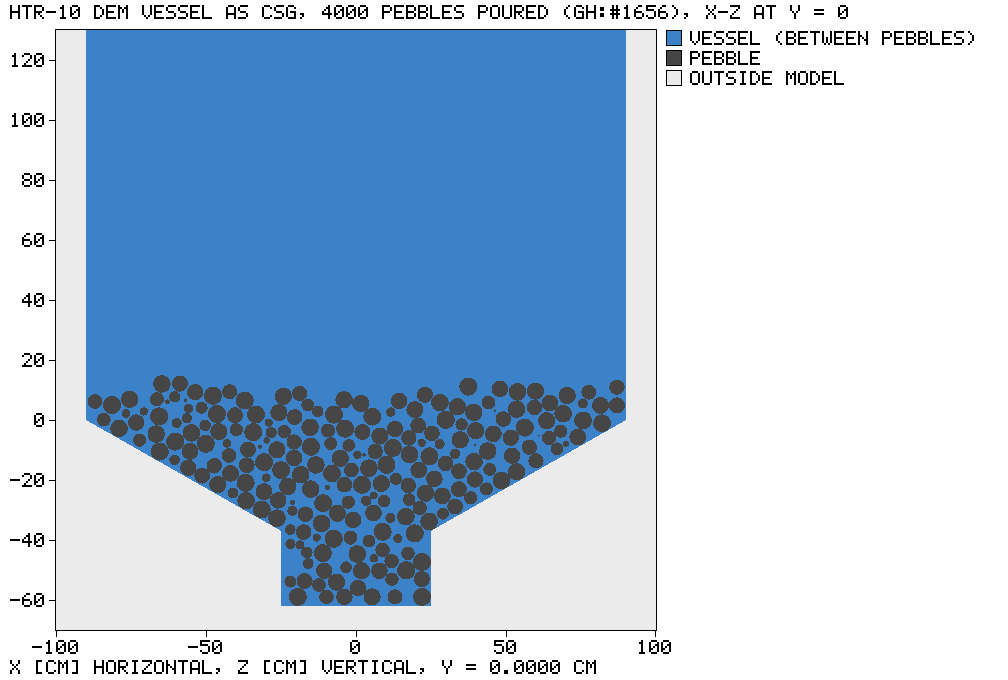 HTR-10 DEM VESSEL AS CSG, 4000 PEBBLES POURED (GH:#1656), X-Z AT Y = 0
VESSEL (BETWEEN PEBBLES)
PEBBLE
OUTSIDE MODEL
120
100
80
60
40
20
0
-20
-40
-60
-100 -50 0 50 100
X [CM] HORIZONTAL, Z [CM] VERTICAL, Y = 0.0000 CM